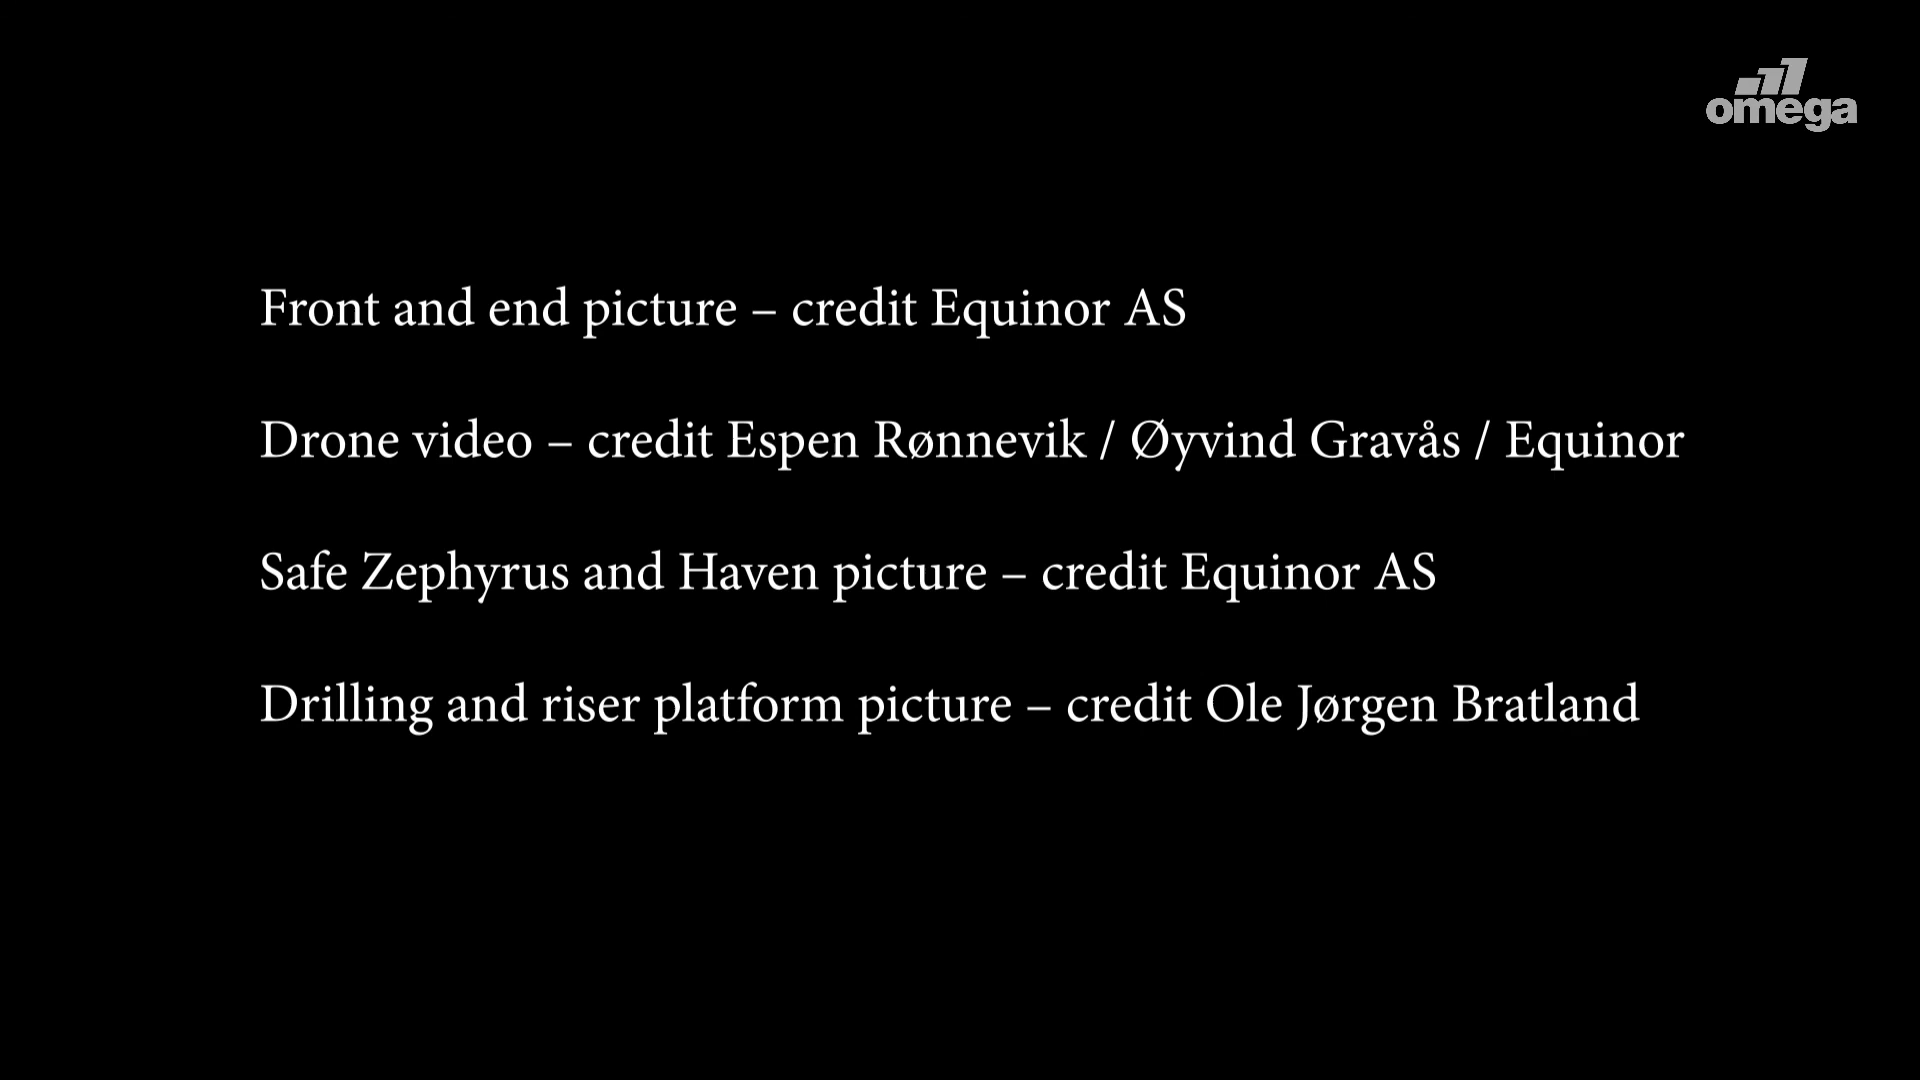 omega
Front and end picture – credit Equinor AS
Drone video – credit Espen Rønnevik / Øyvind Gravås / Equinor
Safe Zephyrus and Haven picture – credit Equinor AS
Drilling and riser platform picture – credit Ole Jørgen Bratland